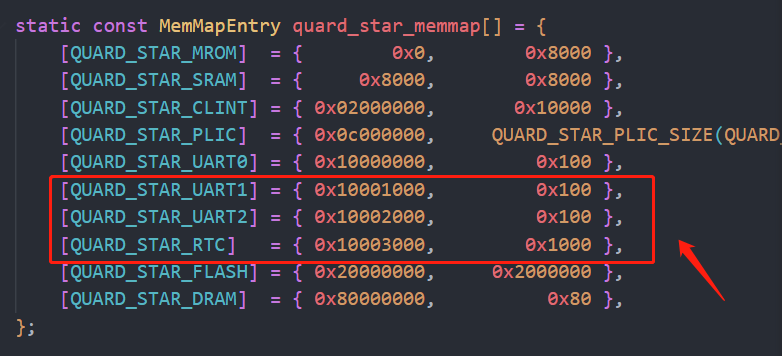 static const MemMapEntry quard_star_memmap[] = {
    [QUARD_STAR_MROM]  = {        0x0,        0x8000 },
    [QUARD_STAR_SRAM]  = {     0x8000,        0x8000 },
    [QUARD_STAR_CLINT] = { 0x02000000,       0x10000 },
    [QUARD_STAR_PLIC]  = { 0x0c000000,     QUARD_STAR_PLIC_SIZE(QUARD_
    [QUARD_STAR_UART0] = { 0x10000000,         0x100 },
    [QUARD_STAR_UART1] = { 0x10001000,         0x100 },
    [QUARD_STAR_UART2] = { 0x10002000,         0x100 },
    [QUARD_STAR_RTC]   = { 0x10003000,        0x1000 },
    [QUARD_STAR_FLASH] = { 0x20000000,     0x2000000 },
    [QUARD_STAR_DRAM]  = { 0x80000000,          0x80 },
};